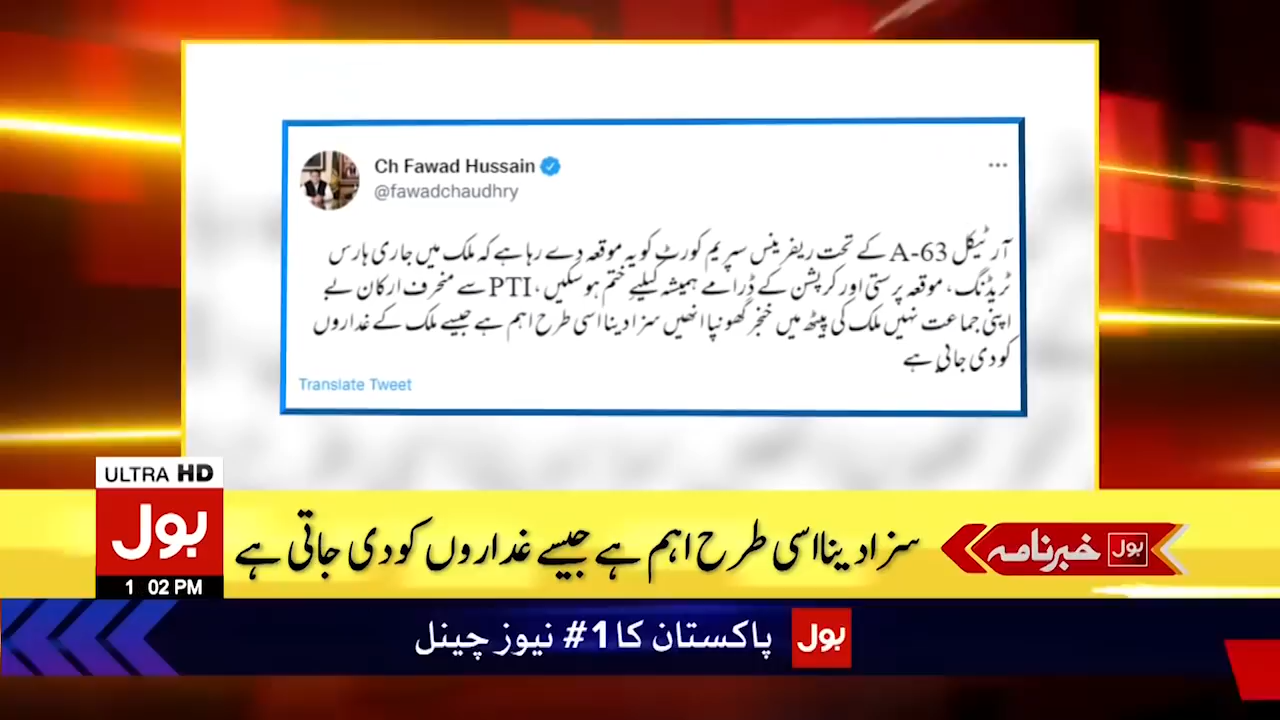 Ch Fawad Hussain
@fawadchaudhry
آرٹیکل 63-A کے تحت ریفرینس سپریم کورٹ کو یہ موقعہ دے رہا ہے کہ ملک میں جاری ہارس
ٹریڈنگ، موقعہ پرستی اور کرپشن کے ڈرامے ہمیشہ کیلیے ختم ہو سکیں، PTI سے منحرف ارکان نے
اپنی جماعت نہیں ملک کی پیٹھ میں خنجر گھونپا انھیں سزا دینا اسی طرح اہم ہے جیسے ملک کے غداروں
کو دی جاتی ہے
Translate Tweet
ULTRA HD
بول
1 02 PM
سزا دینا اسی طرح اہم ہے جیسے غداروں کو دی جاتی ہے
بول خبرنامہ
بول پاکستان کا 1# نیوز چینل